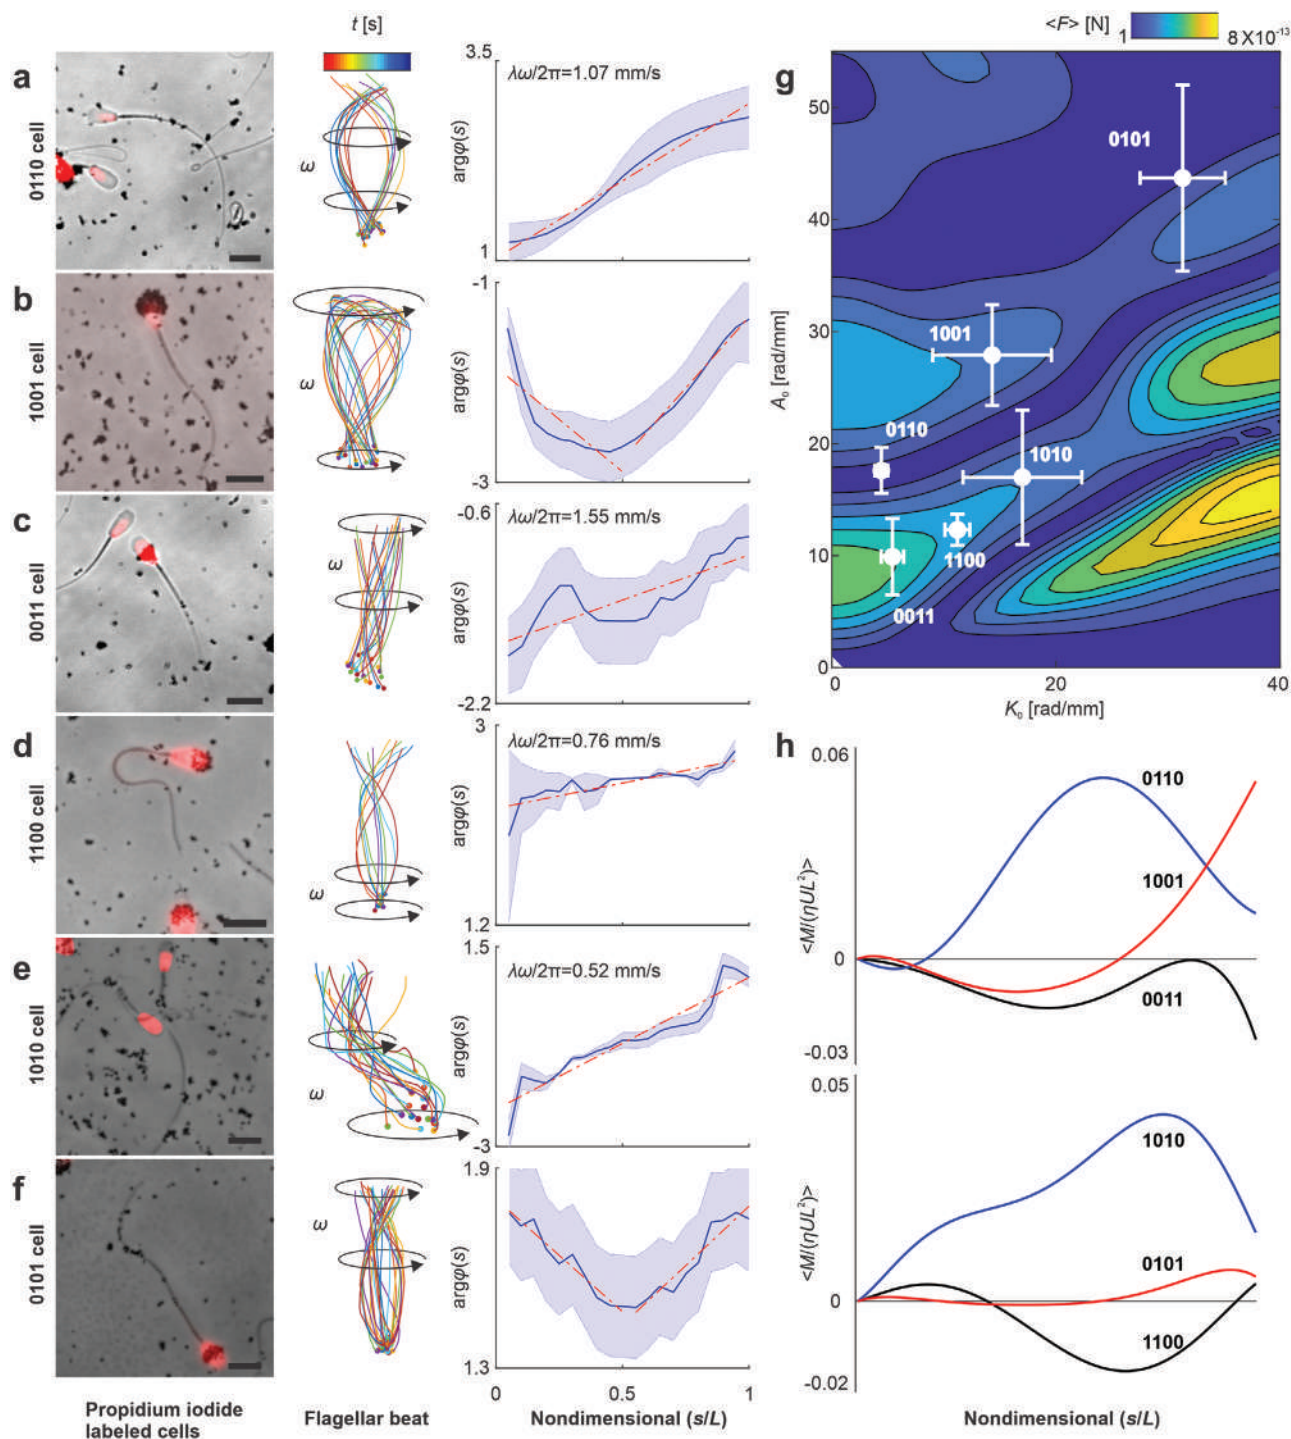 t [s]
a
0110 cell
ω
3.5
λω/2π=1.07 mm/s
argφ(s)
1
b
1001 cell
ω
-1
argφ(s)
-3
c
0011 cell
ω
-0.6
λω/2π=1.55 mm/s
argφ(s)
-2.2
d
1100 cell
ω
3
λω/2π=0.76 mm/s
argφ(s)
1.2
e
1010 cell
ω
1.5
λω/2π=0.52 mm/s
argφ(s)
-3
f
0101 cell
ω
1.9
argφ(s)
1.3
0 0.5 1
Propidium iodide
labeled cells
Flagellar beat
Nondimensional (s/L)
<F> [N]
1 8X10⁻¹³
g
50
40
30
20
10
0
A₀ [rad/mm]
0101
1001
0110
1010
1100
0011
0 20 40
K₀ [rad/mm]
h
0.06
0110
1001
<M/(ηUL²)>
0
0011
-0.03
0.05
1010
<M/(ηUL²)>
0101
0
1100
-0.02
Nondimensional (s/L)